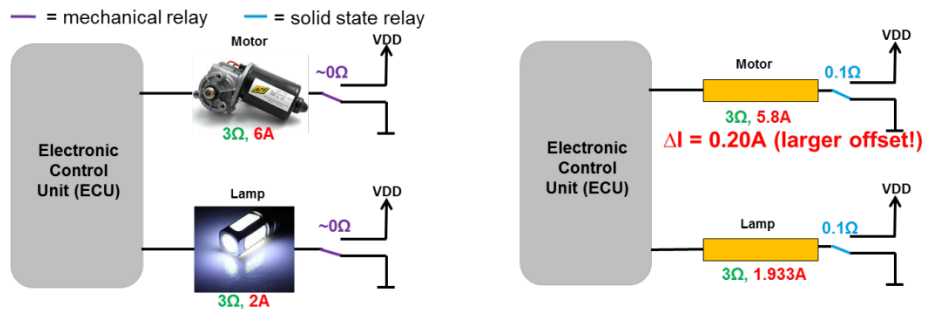 = mechanical relay
= solid state relay
Motor
VDD
~0Ω
3Ω, 6A
Electronic
Control
Unit (ECU)
Lamp
VDD
~0Ω
3Ω, 2A
VDD
Motor
0.1Ω
3Ω, 5.8A
ΔI = 0.20A (larger offset!)
Electronic
Control
Unit (ECU)
VDD
Lamp
0.1Ω
3Ω, 1.933A